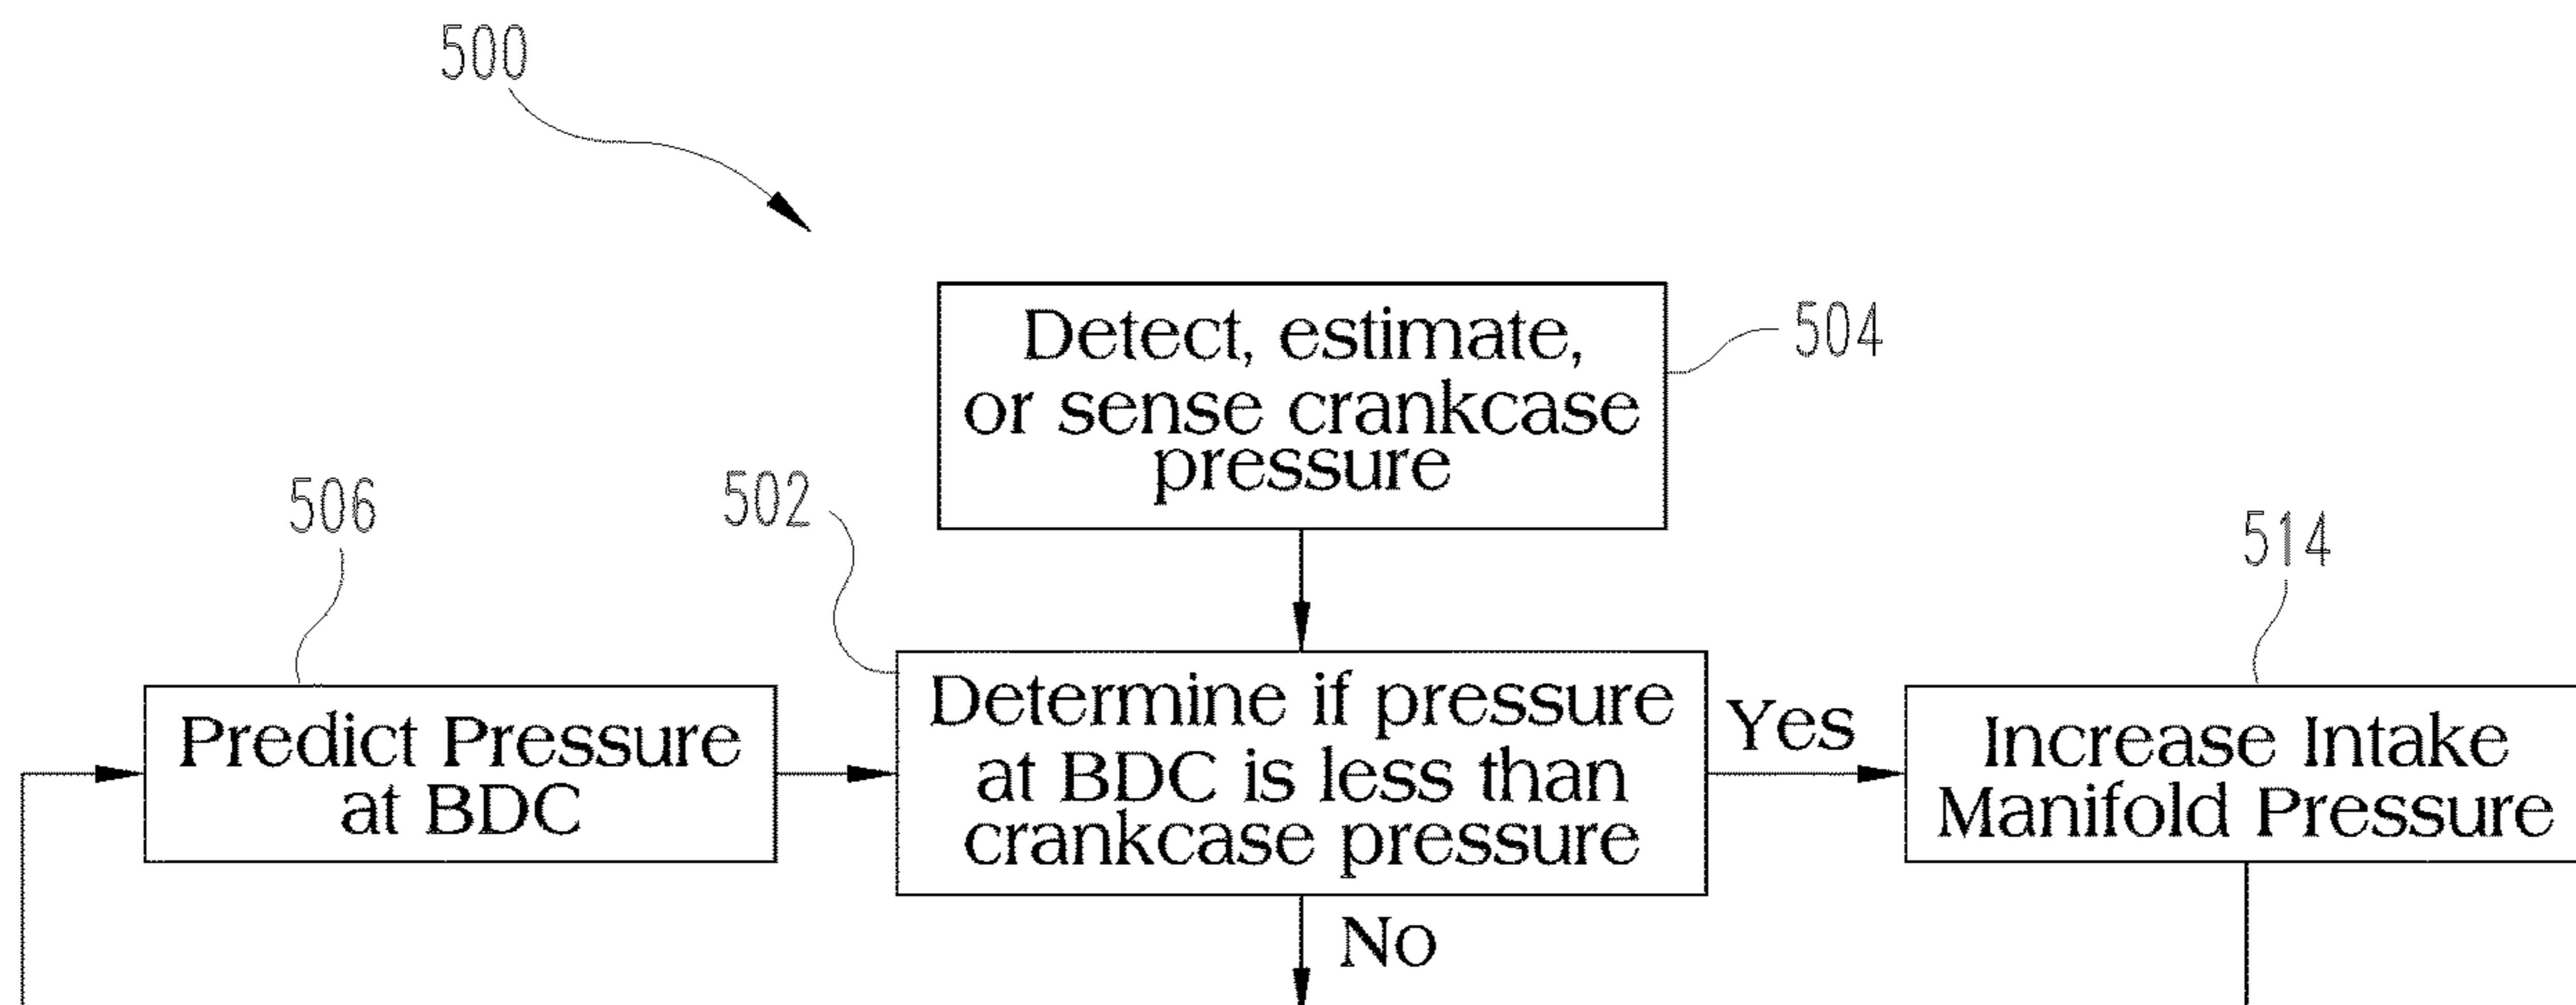 500
Detect, estimate,
or sense crankcase
pressure
504
506
502
514
Predict Pressure
at BDC
Determine if pressure
at BDC is less than
crankcase pressure
Yes
Increase Intake
Manifold Pressure
No